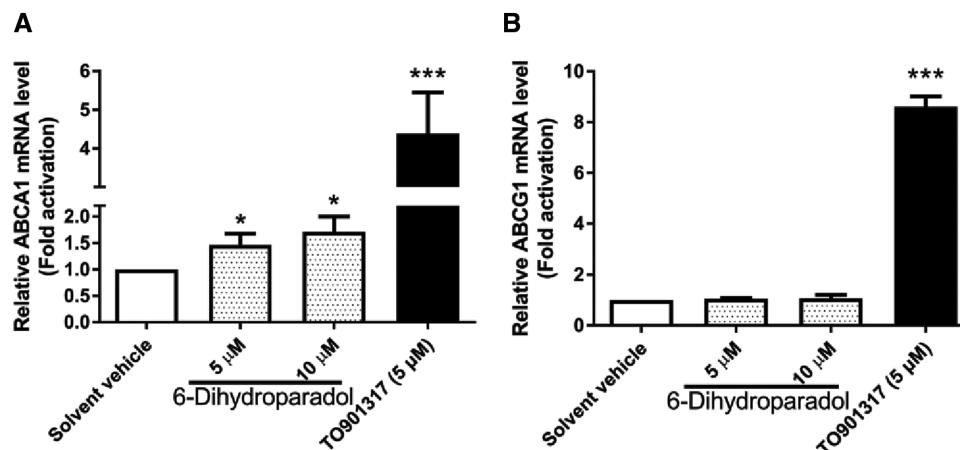 A
Relative ABCA1 mRNA level
(Fold activation)
6
5
4
2.0
1.5
1.0
0.5
0.0
*
*
***
Solvent vehicle
5 µM
10 µM
TO901317 (5 µM)
6-Dihydroparadol
B
Relative ABCG1 mRNA level
(Fold activation)
10
8
6
4
2
0
***
Solvent vehicle
5 µM
10 µM
TO901317 (5 µM)
6-Dihydroparadol